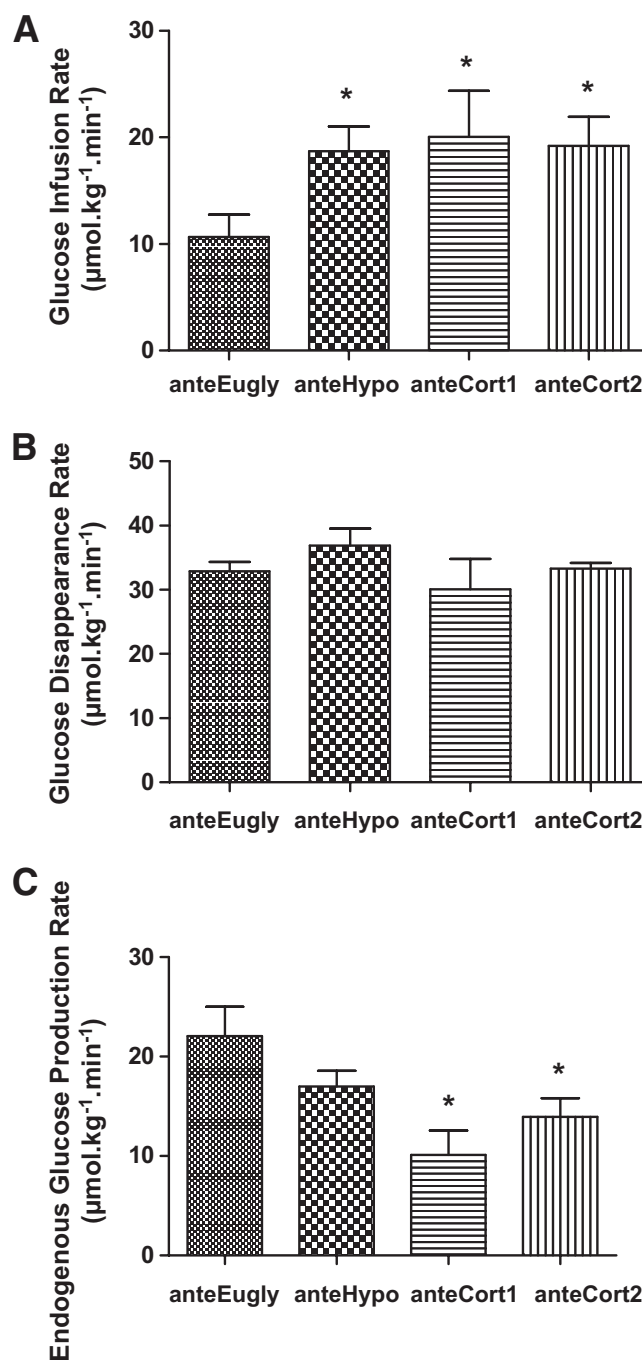 A
Glucose Infusion Rate
(μmol.kg⁻¹.min⁻¹)
30
20
10
0
*
*
*
anteEugly anteHypo anteCort1 anteCort2
B
Glucose Disappearance Rate
(μmol.kg⁻¹.min⁻¹)
50
40
30
20
10
0
anteEugly anteHypo anteCort1 anteCort2
C
Endogenous Glucose Production Rate
(μmol.kg⁻¹.min⁻¹)
30
20
10
0
*
*
anteEugly anteHypo anteCort1 anteCort2